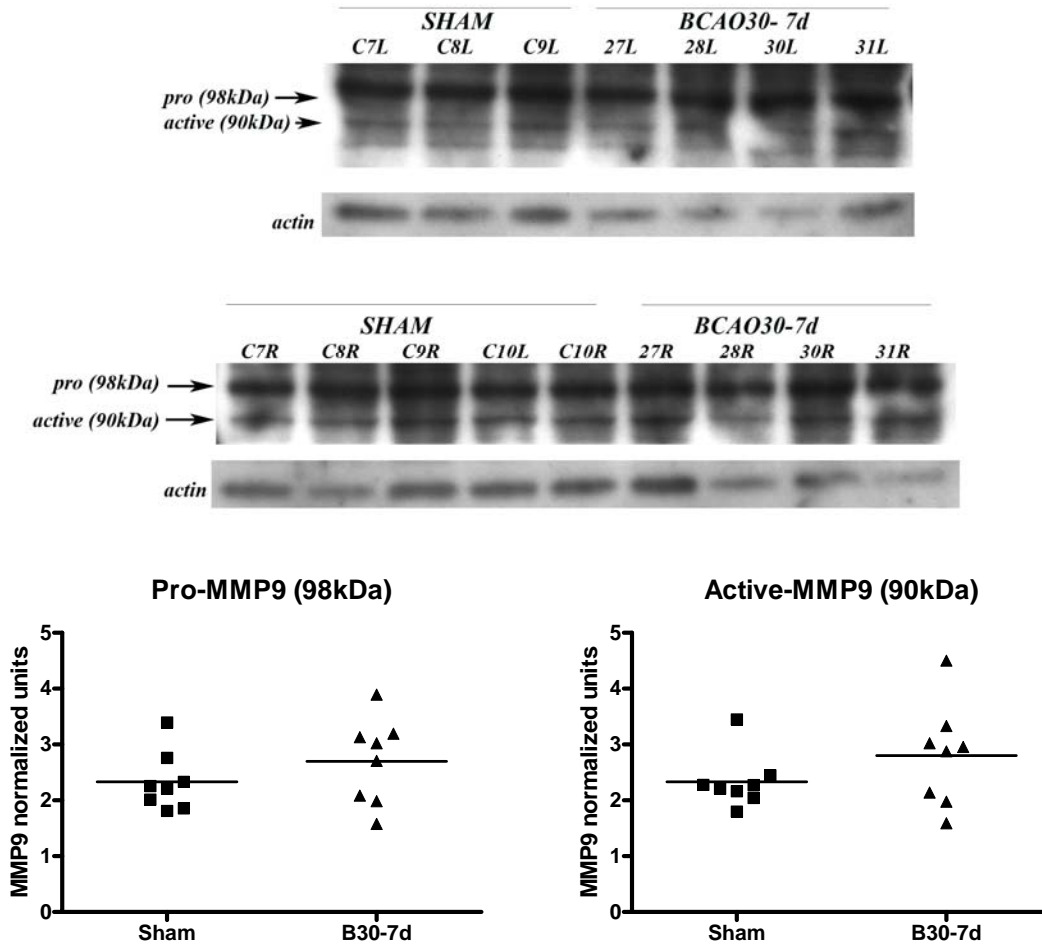 SHAM BCAO30- 7d
C7L C8L C9L 27L 28L 30L 31L
pro (98kDa)
active (90kDa)
actin
SHAM BCAO30-7d
C7R C8R C9R C10L C10R 27R 28R 30R 31R
pro (98kDa)
active (90kDa)
actin
Pro-MMP9 (98kDa)
MMP9 normalized units
5
4
3
2
1
0
Sham B30-7d
Active-MMP9 (90kDa)
MMP9 normalized units
5
4
3
2
1
0
Sham B30-7d